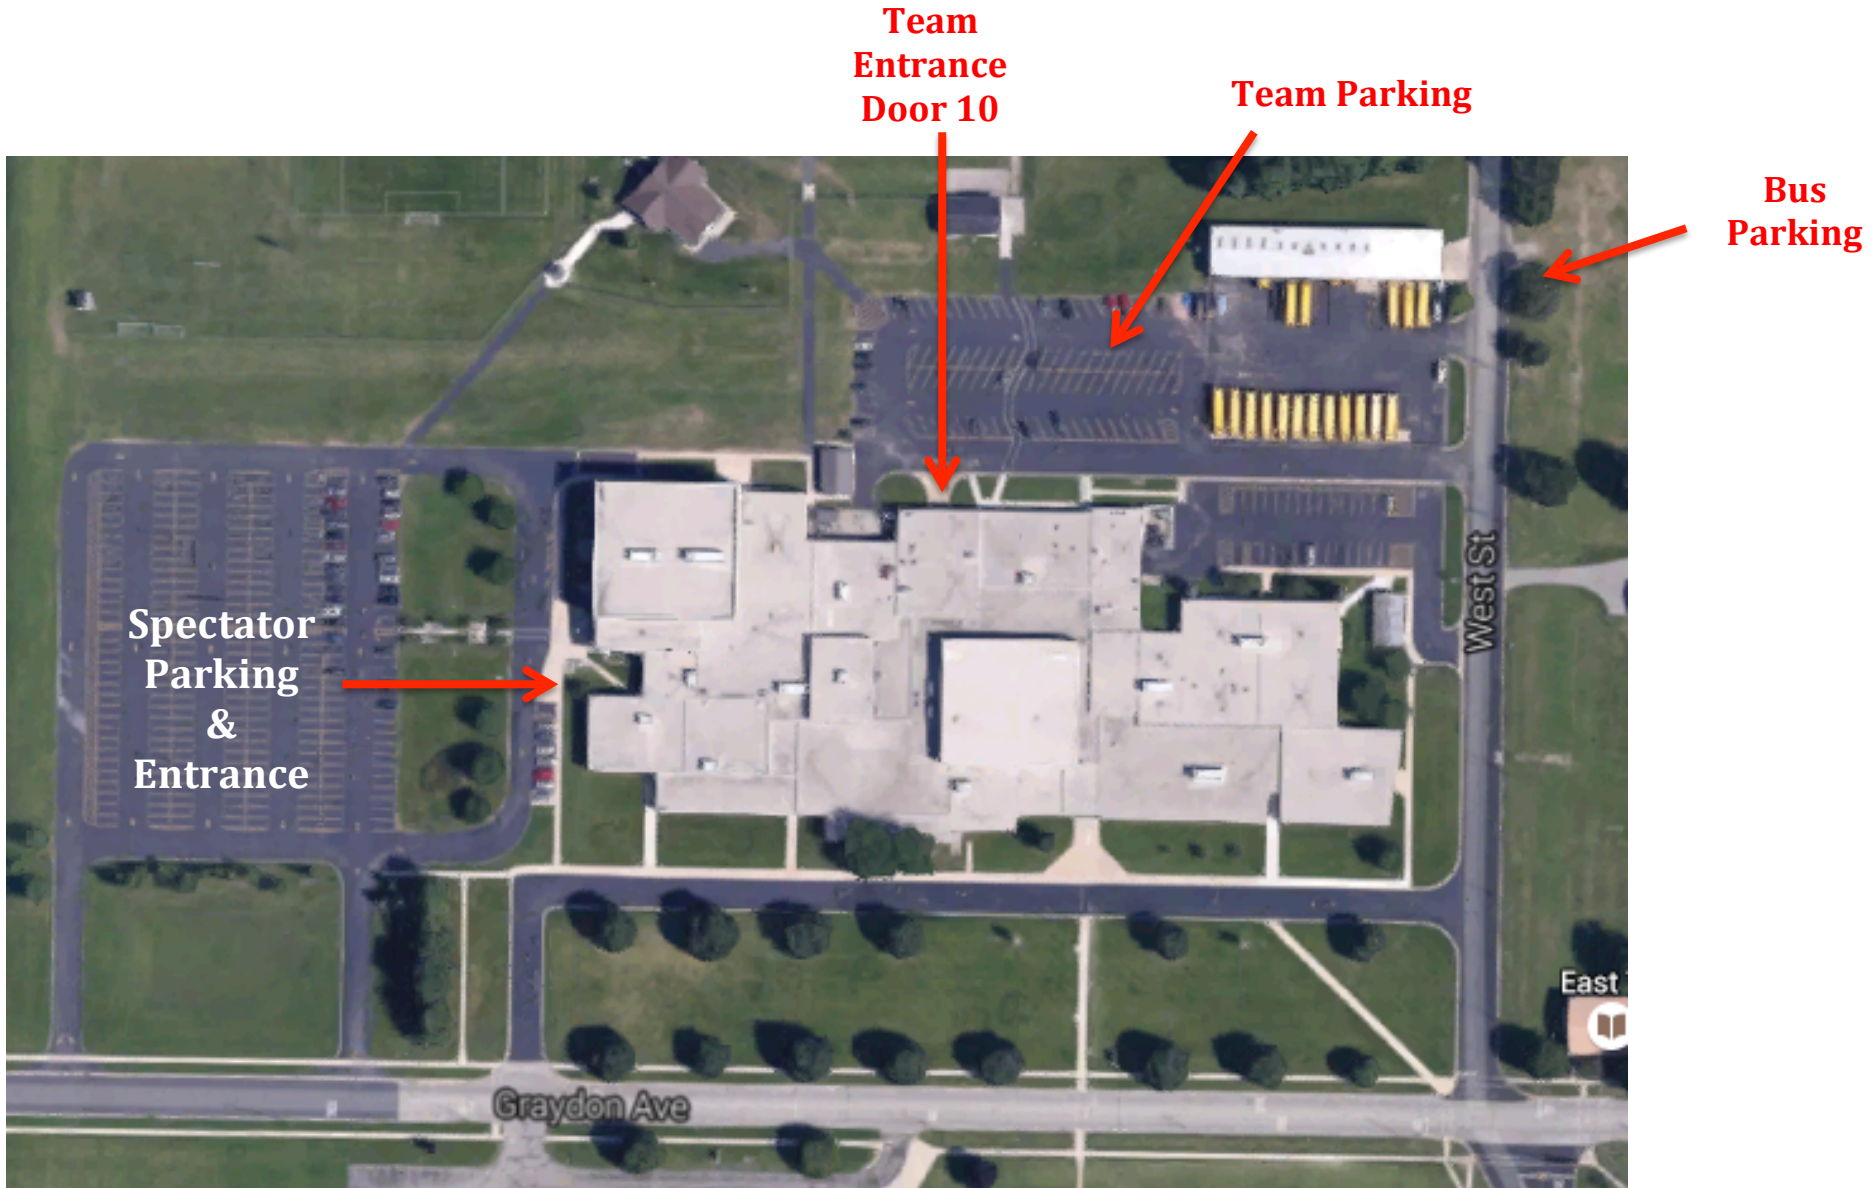 Team
Entrance
Door 10
Team Parking
Bus
Parking
Spectator
Parking
&
Entrance
West St
East
Graydon Ave